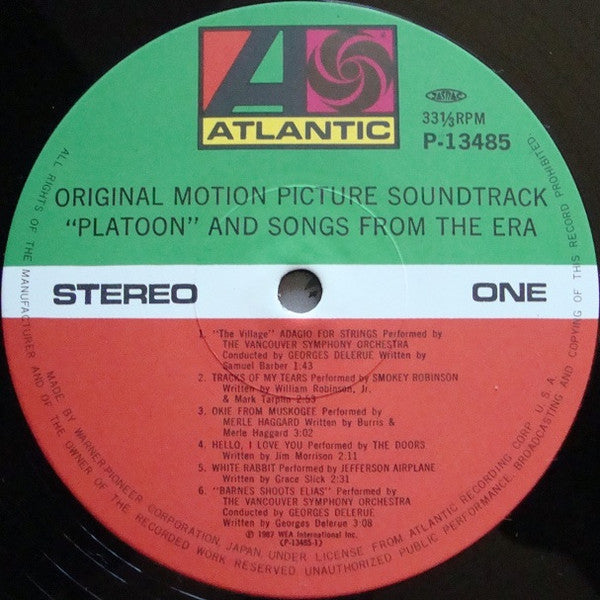 ATLANTIC
JASRAC
33⅓RPM
P-13485
ORIGINAL MOTION PICTURE SOUNDTRACK
"PLATOON" AND SONGS FROM THE ERA
STEREO
ONE
1. "The Village" ADAGIO FOR STRINGS Performed by
THE VANCOUVER SYMPHONY ORCHESTRA
Conducted by GEORGES DELERUE Written by
Samuel Barber 1:43
2. TRACKS OF MY TEARS Performed by SMOKEY ROBINSON
Written by William Robinson, Jr.
& Mark Tarplin 2:53
3. OKIE FROM MUSKOGEE Performed by
MERLE HAGGARD Written by Burris &
Merle Haggard 3:02
4. HELLO, I LOVE YOU Performed by THE DOORS
Written by Jim Morrison 2:11
5. WHITE RABBIT Performed by JEFFERSON AIRPLANE
Written by Grace Slick 2:31
6. "BARNES SHOOTS ELIAS" Performed by
THE VANCOUVER SYMPHONY ORCHESTRA
Conducted by GEORGES DELERUE
Written by Georges Delerue 3:08
℗ 1987 WEA International Inc.
(P-13485-1)
ALL RIGHTS OF THE MANUFACTURER AND OF THE OWNER OF THE RECORDED WORK RESERVED. UNAUTHORIZED PUBLIC PERFORMANCE, BROADCASTING AND COPYING OF THIS RECORD PROHIBITED.
MADE BY WARNER-PIONEER CORPORATION, JAPAN UNDER LICENSE FROM ATLANTIC RECORDING CORP. U.S.A.